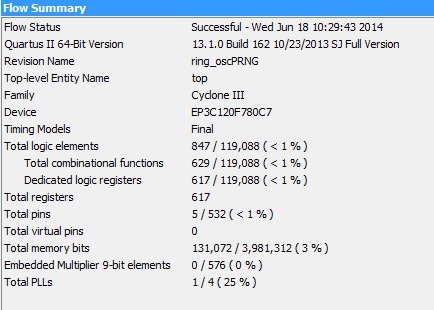 Flow Summary
Flow Status Successful - Wed Jun 18 10:29:43 2014
Quartus II 64-Bit Version 13.1.0 Build 162 10/23/2013 SJ Full Version
Revision Name ring_oscPRNG
Top-level Entity Name top
Family Cyclone III
Device EP3C120F780C7
Timing Models Final
Total logic elements 847 / 119,088 ( < 1 % )
Total combinational functions 629 / 119,088 ( < 1 % )
Dedicated logic registers 617 / 119,088 ( < 1 % )
Total registers 617
Total pins 5 / 532 ( < 1 % )
Total virtual pins 0
Total memory bits 131,072 / 3,981,312 ( 3 % )
Embedded Multiplier 9-bit elements 0 / 576 ( 0 % )
Total PLLs 1 / 4 ( 25 % )